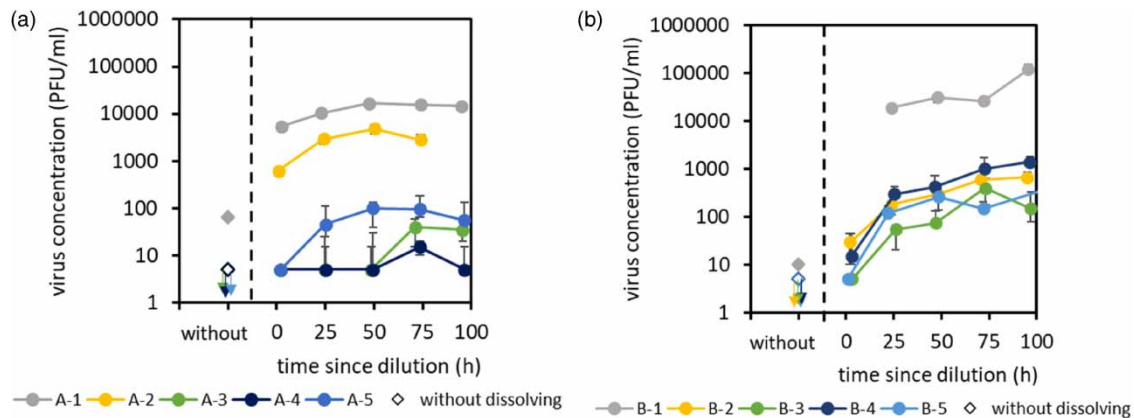 (a)
virus concentration (PFU/ml)
1000000
100000
10000
1000
100
10
1
without
0 25 50 75 100
time since dilution (h)
A-1 A-2 A-3 A-4 A-5 without dissolving
(b)
virus concentration (PFU/ml)
1000000
100000
10000
1000
100
10
1
without
0 25 50 75 100
time since dilution (h)
B-1 B-2 B-3 B-4 B-5 without dissolving